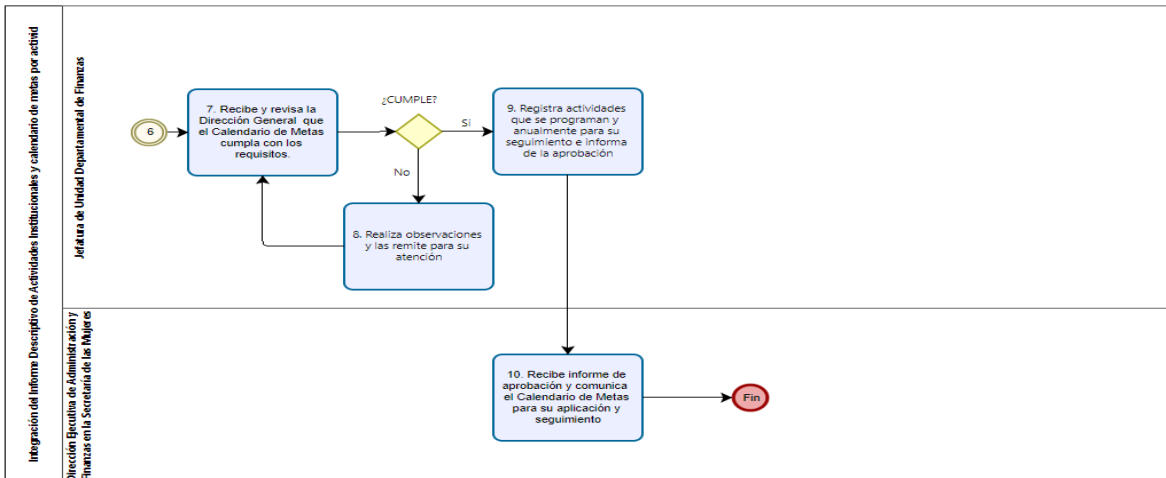 Integración del Informe Descriptivo de Actividades Institucionales y calendario de metas por activid
Jefatura de Unidad Departamental de Finanzas
6
7. Recibe y revisa la
Dirección General que
el Calendario de Metas
cumpla con los
requisitos.
¿CUMPLE?
Si
No
9. Registra actividades
que se programan y
anualmente para su
seguimiento e informa
de la aprobación
8. Realiza observaciones
y las remite para su
atención
Dirección Ejecutiva de Administración y
Finanzas en la Secretaría de las Mujeres
10. Recibe informe de
aprobación y comunica
el Calendario de Metas
para su aplicación y
seguimiento
Fin